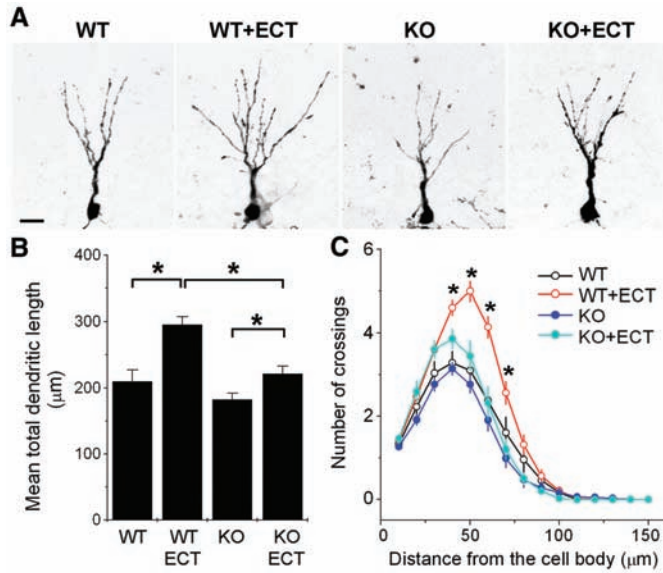 A
WT WT+ECT KO KO+ECT
B
Mean total dendritic length
(μm)
400
300
200
100
0
* * *
WT WT ECT KO KO ECT
C
Number of crossings
6
4
2
0
* * * *
WT
WT+ECT
KO
KO+ECT
0 50 100 150
Distance from the cell body (μm)